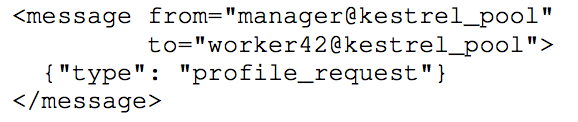 <message from="manager@kestrel_pool"
to="worker42@kestrel_pool">
{"type": "profile_request"}
</message>